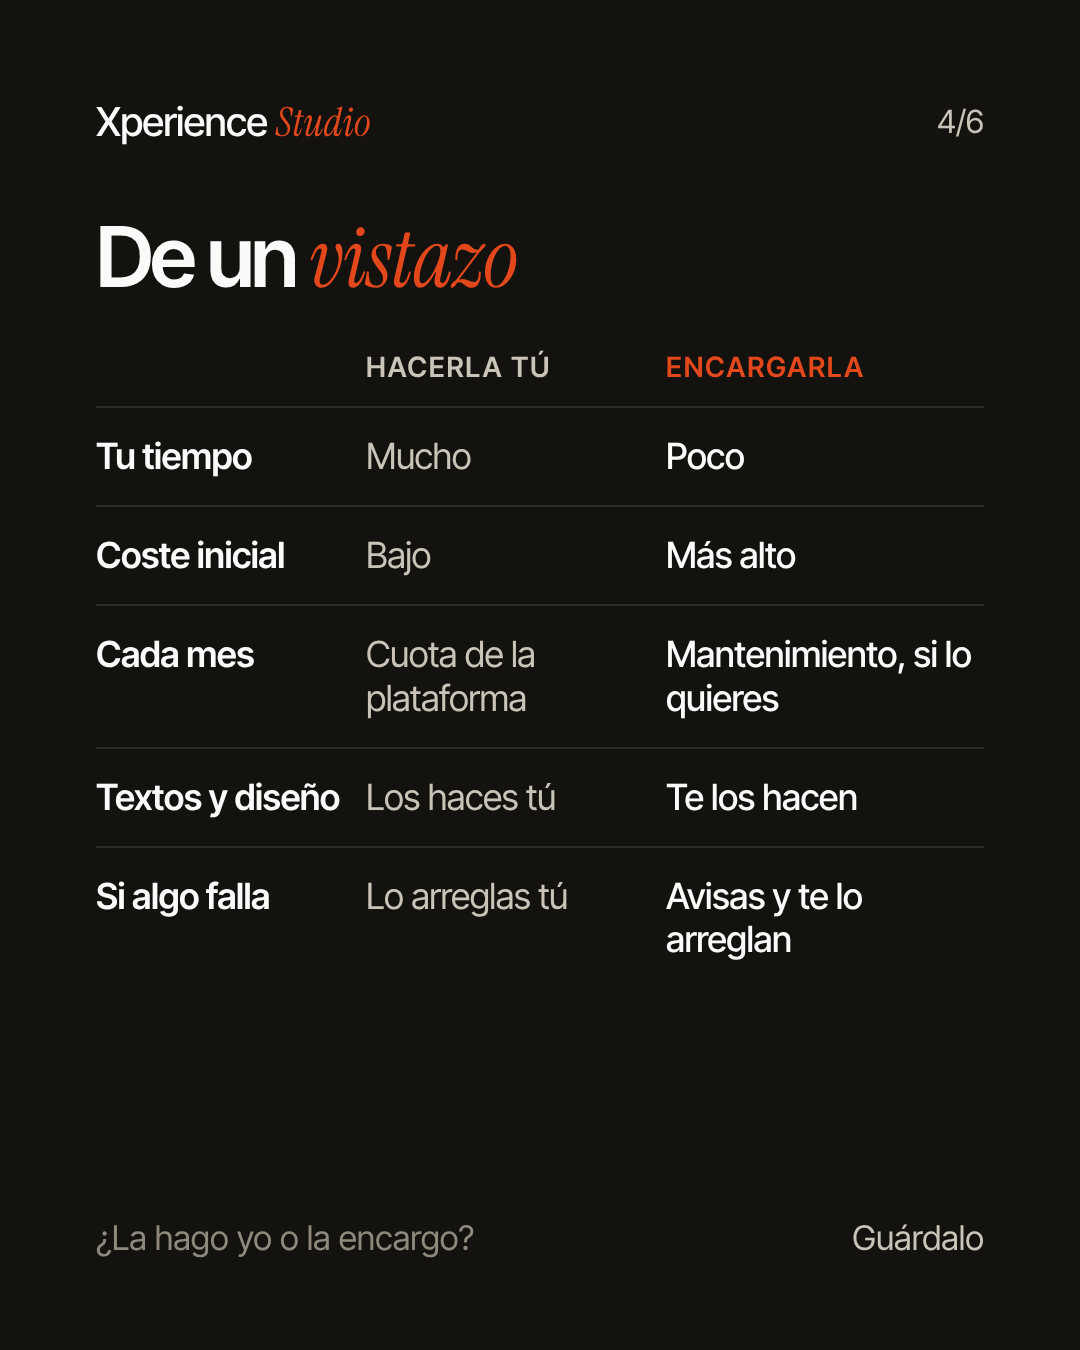 Xperience Studio
4/6
De un vistazo
HACERLA TÚ ENCARGARLA
Tu tiempo Mucho Poco
Coste inicial Bajo Más alto
Cada mes Cuota de la Mantenimiento, si lo
plataforma quieres
Textos y diseño Los haces tú Te los hacen
Si algo falla Lo arreglas tú Avisas y te lo
arreglan
¿La hago yo o la encargo? Guárdalo